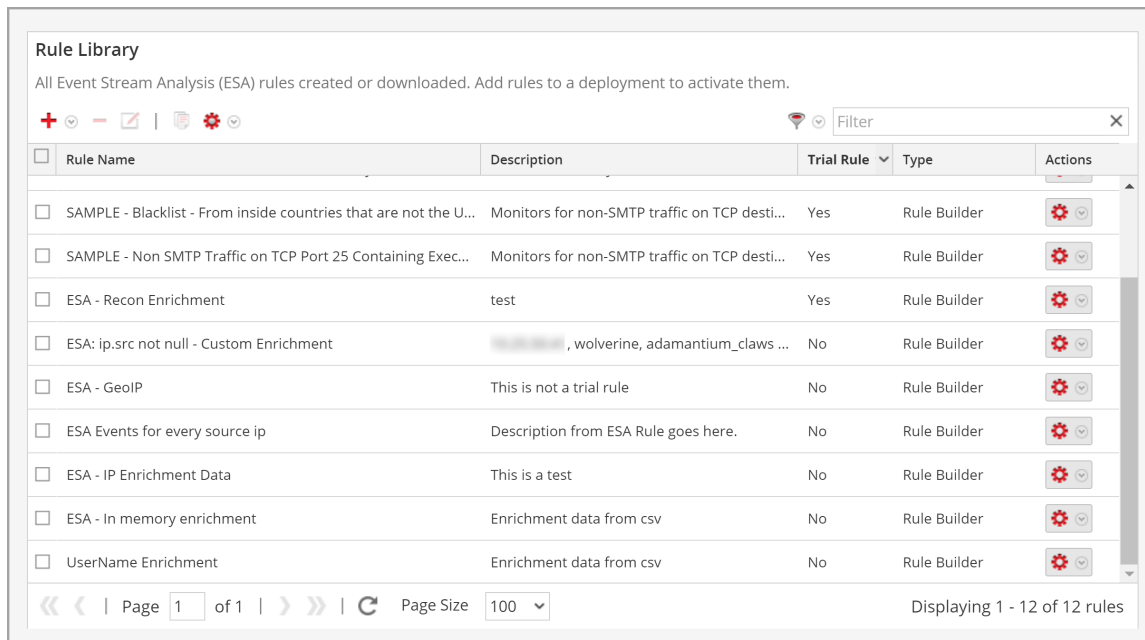 Rule Library
All Event Stream Analysis (ESA) rules created or downloaded. Add rules to a deployment to activate them.
Filter
Rule Name Description Trial Rule Type Actions
SAMPLE - Blacklist - From inside countries that are not the U... Monitors for non-SMTP traffic on TCP desti... Yes Rule Builder
SAMPLE - Non SMTP Traffic on TCP Port 25 Containing Exec... Monitors for non-SMTP traffic on TCP desti... Yes Rule Builder
ESA - Recon Enrichment test Yes Rule Builder
ESA: ip.src not null - Custom Enrichment , wolverine, adamantium_claws ... No Rule Builder
ESA - GeoIP This is not a trial rule No Rule Builder
ESA Events for every source ip Description from ESA Rule goes here. No Rule Builder
ESA - IP Enrichment Data This is a test No Rule Builder
ESA - In memory enrichment Enrichment data from csv No Rule Builder
UserName Enrichment Enrichment data from csv No Rule Builder
Page 1 of 1 Page Size 100 Displaying 1 - 12 of 12 rules